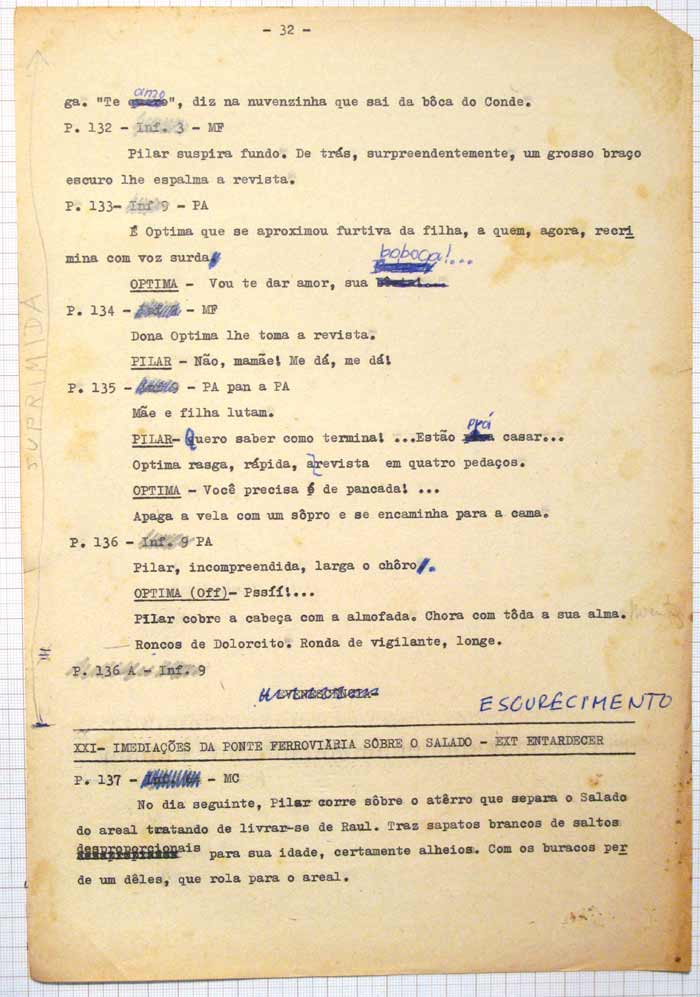 - 32 -
SUPRIMIDA
ga. "Te amo", diz na nuvenzinha que sai da bôca do Conde.
P. 132 - Inf. 3 - MF
Pilar suspira fundo. De trás, surpreendentemente, um grosso braço
escuro lhe espalma a revista.
P. 133- Inf 9 - PA
É Optima que se aproximou furtiva da filha, a quem, agora, recri
mina com voz surda
OPTIMA - Vou te dar amor, sua boboca!...
P. 134 - - MF
Dona Optima lhe toma a revista.
PILAR - Não, mamãe! Me dá, me dá!
P. 135 - - PA pan a PA
Mãe e filha lutam.
PILAR- Quero saber como termina! ...Estão prá casar...
Optima rasga, rápida, a revista em quatro pedaços.
OPTIMA - Você precisa é de pancada! ...
Apaga a vela com um sôpro e se encaminha para a cama.
P. 136 - Inf. 9 PA
Pilar, incompreendida, larga o chôro.
OPTIMA (Off)- Pssíí!...
Pilar cobre a cabeça com a almofada. Chora com tôda a sua alma.
Roncos de Dolorcito. Ronda de vigilante, longe.
P. 136 A - Inf. 9
ESCURECIMENTO
XXI- IMEDIAÇÕES DA PONTE FERROVIÁRIA SÔBRE O SALADO - EXT ENTARDECER
P. 137 - - MC
No dia seguinte, Pilar corre sôbre o atêrro que separa o Salado
do areal tratando de livrar-se de Raul. Traz sapatos brancos de saltos
desproporcionais para sua idade, certamente alheios. Com os buracos per
de um dêles, que rola para o areal.